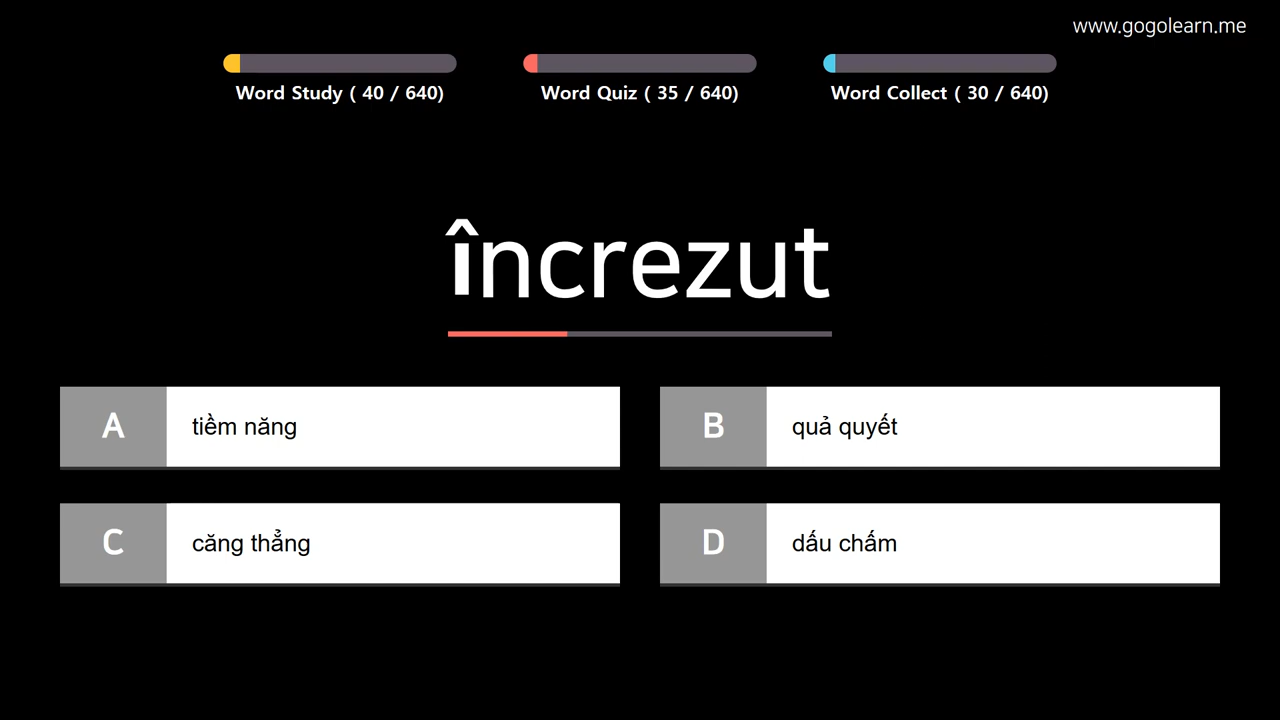 www.gogolearn.me
Word Study ( 40 / 640)
Word Quiz ( 35 / 640)
Word Collect ( 30 / 640)
încrezut
A tiềm năng
B quả quyết
C căng thẳng
D dấu chấm